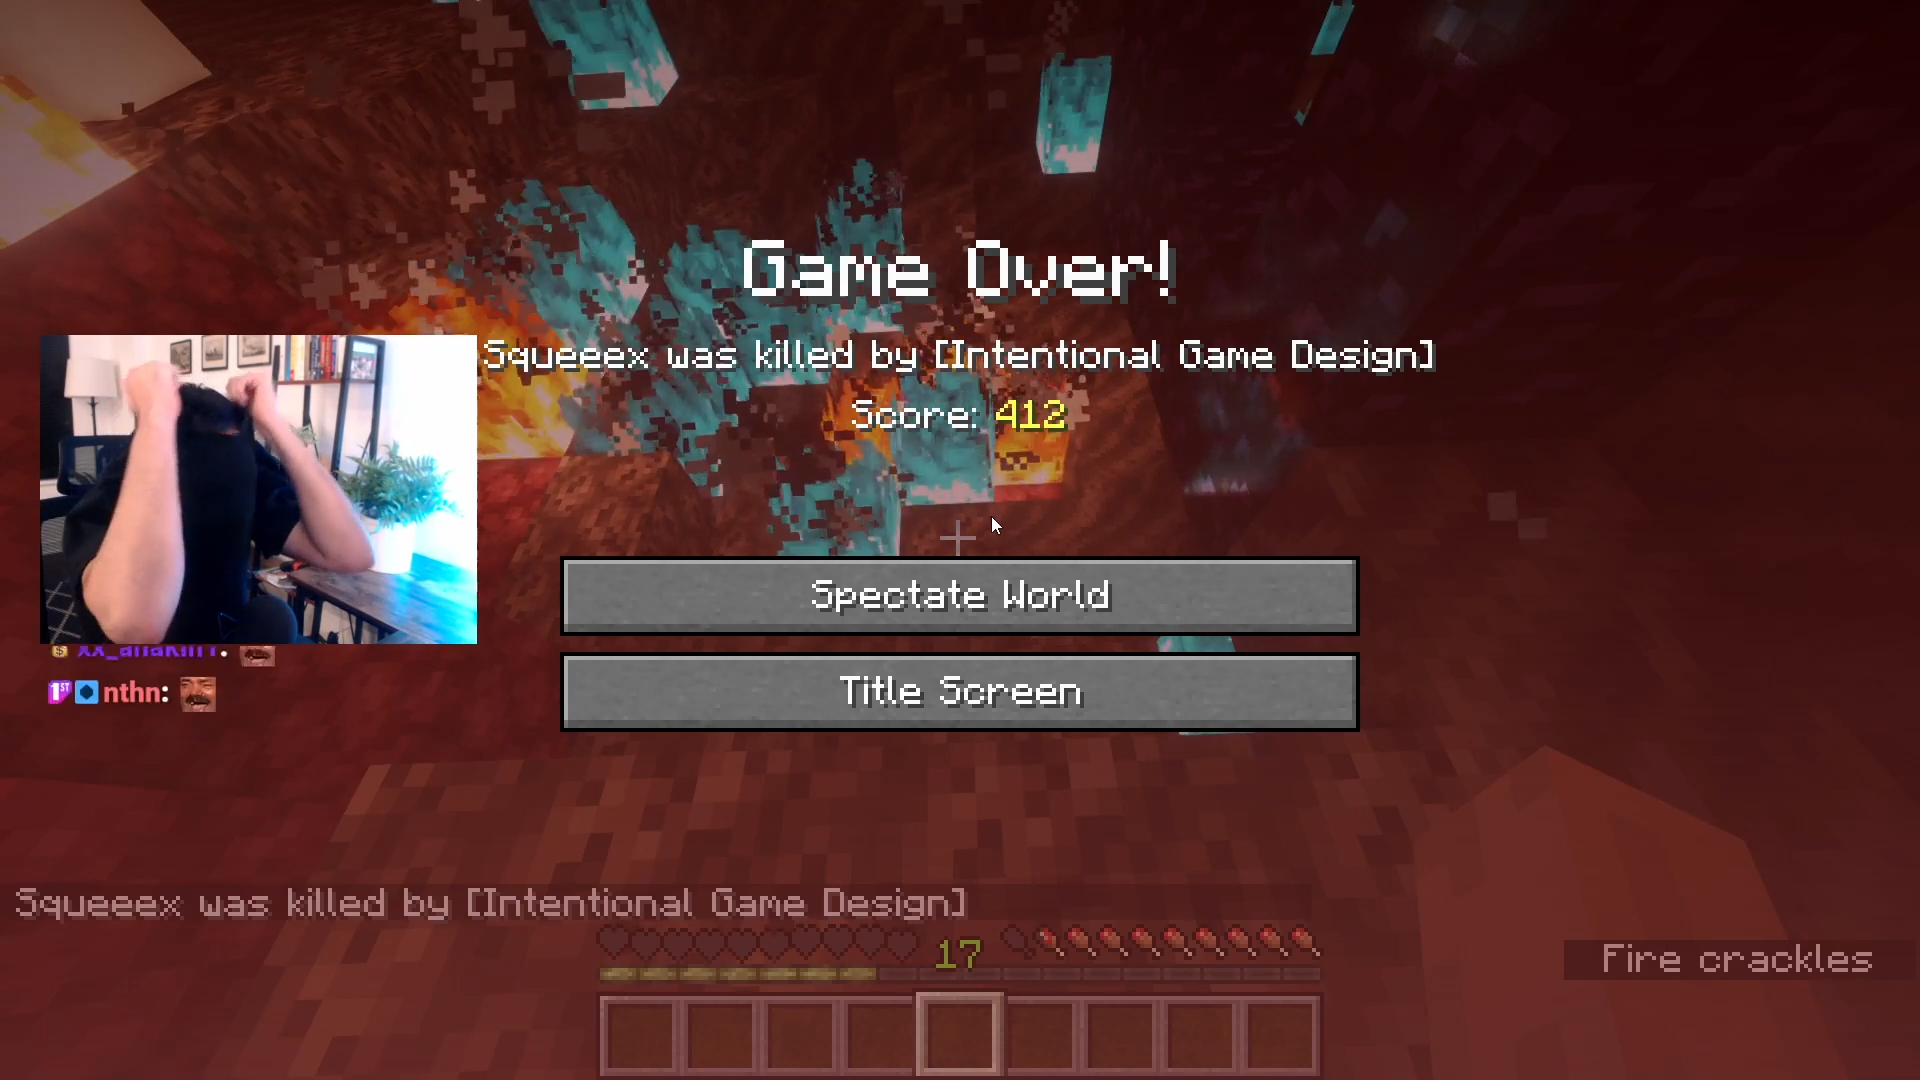 Game Over!
Squeeex was killed by [Intentional Game Design]
Score: 412
Spectate World
1ST nthn:
Title Screen
Squeeex was killed by [Intentional Game Design]
17
Fire crackles